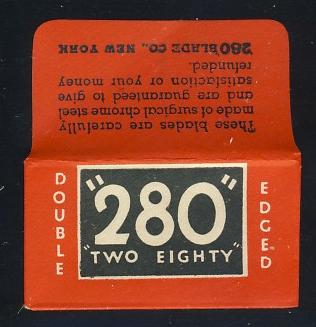 These blades are carefully
made of surgical chrome steel
and are guaranteed to give
satisfaction or your money
refunded.
280 BLADE CO., NEW YORK
DOUBLE
"280"
"TWO EIGHTY"
EDGED